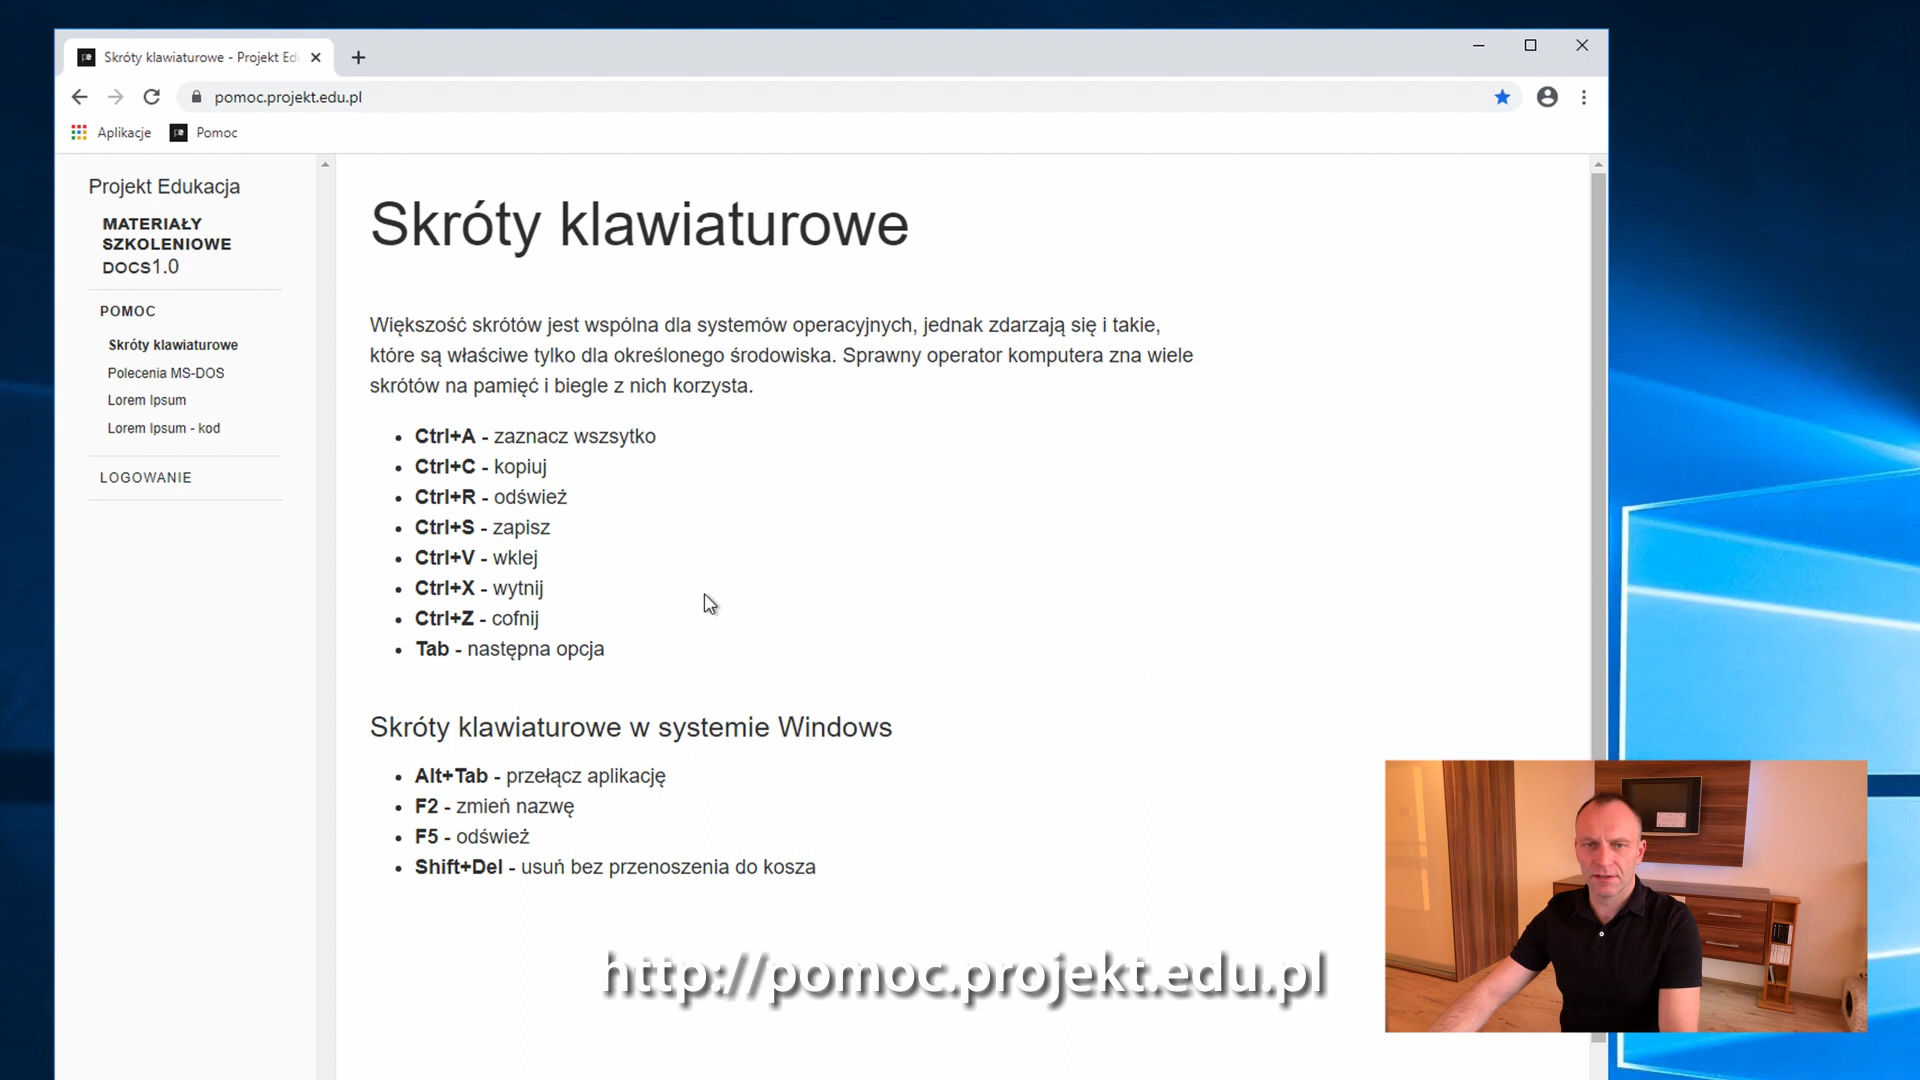 Skróty klawiaturowe - Projekt Edu
pomoc.projekt.edu.pl
Aplikacje
Pomoc
Projekt Edukacja
MATERIAŁY
SZKOLENIOWE
DOCS1.0
POMOC
Skróty klawiaturowe
Polecenia MS-DOS
Lorem Ipsum
Lorem Ipsum - kod
LOGOWANIE
Skróty klawiaturowe
Większość skrótów jest wspólna dla systemów operacyjnych, jednak zdarzają się i takie,
które są właściwe tylko dla określonego środowiska. Sprawny operator komputera zna wiele
skrótów na pamięć i biegle z nich korzysta.
Ctrl+A - zaznacz wszsytko
Ctrl+C - kopiuj
Ctrl+R - odśwież
Ctrl+S - zapisz
Ctrl+V - wklej
Ctrl+X - wytnij
Ctrl+Z - cofnij
Tab - następna opcja
Skróty klawiaturowe w systemie Windows
Alt+Tab - przełącz aplikację
F2 - zmień nazwę
F5 - odśwież
Shift+Del - usuń bez przenoszenia do kosza
http://pomoc.projekt.edu.pl